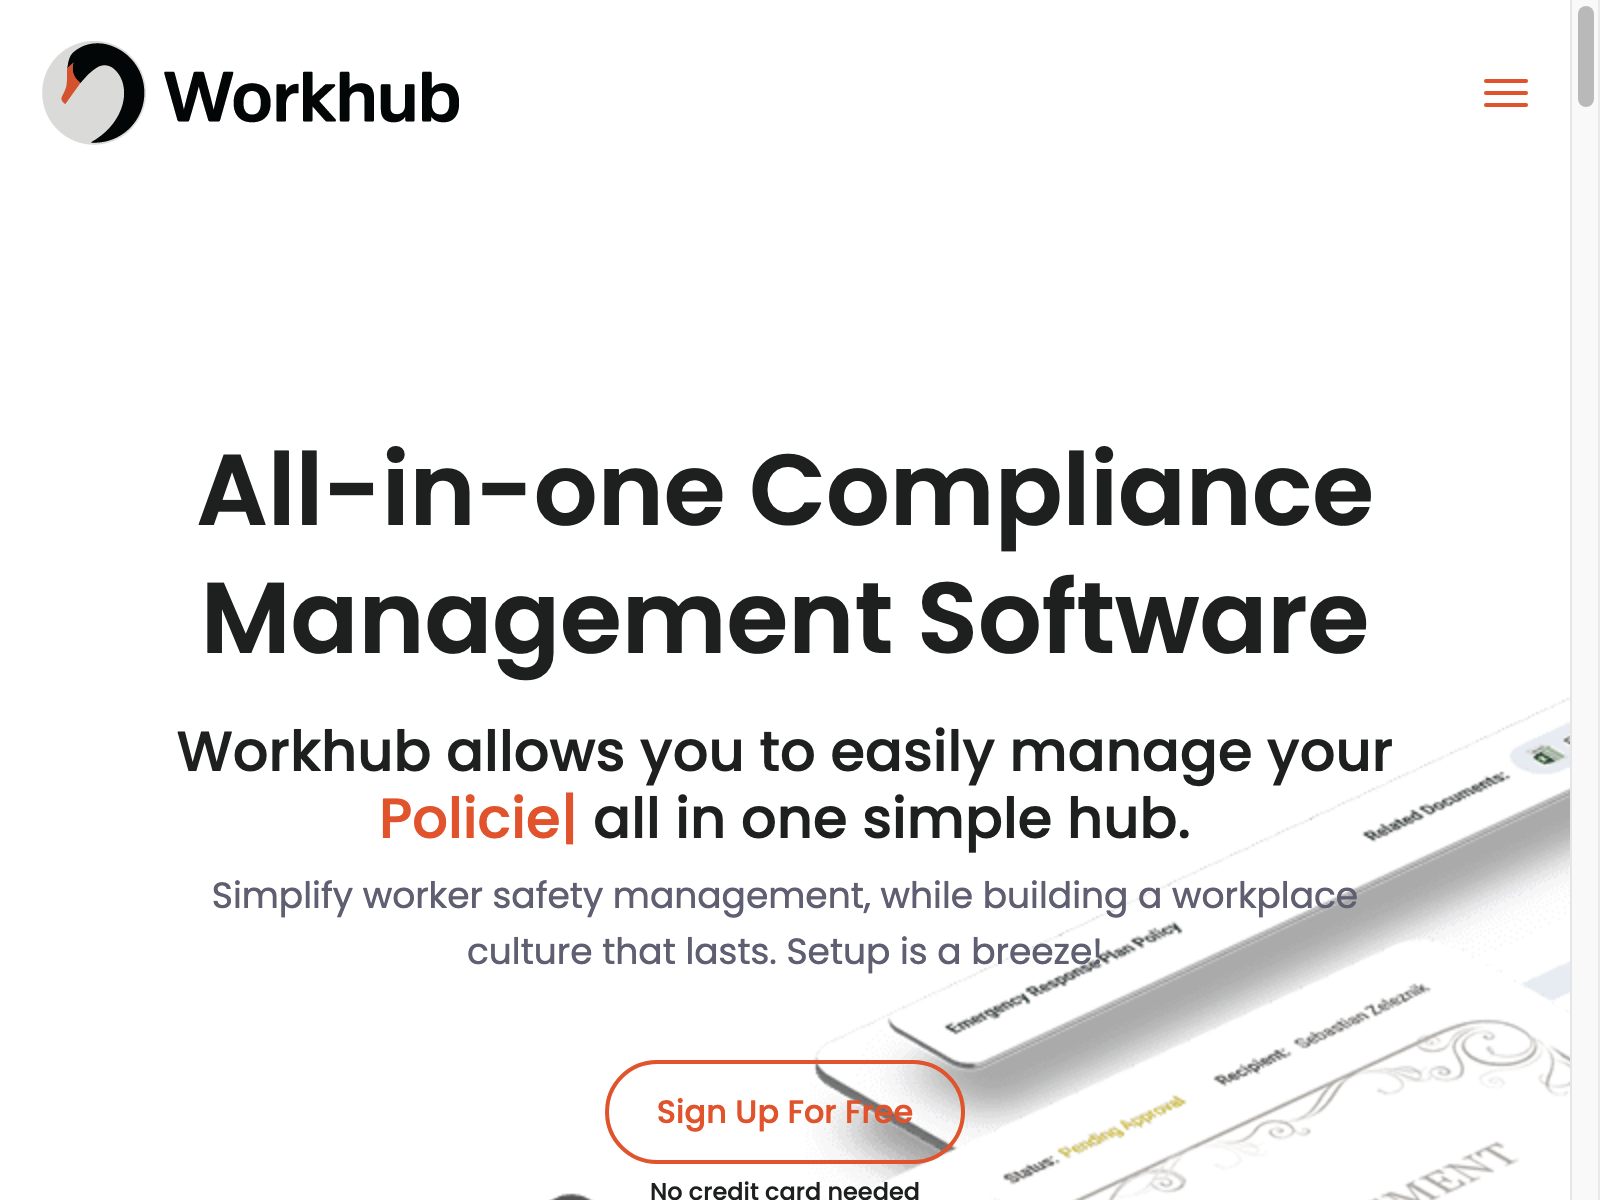 Workhub
All-in-one Compliance
Management Software
Workhub allows you to easily manage your
Policie| all in one simple hub.
Simplify worker safety management, while building a workplace
culture that lasts. Setup is a breeze!
Related Documents:
Emergency Response Plan Policy
Recipient: Sebastian Zeleznik
Status: Pending Approval
Sign Up For Free
No credit card needed